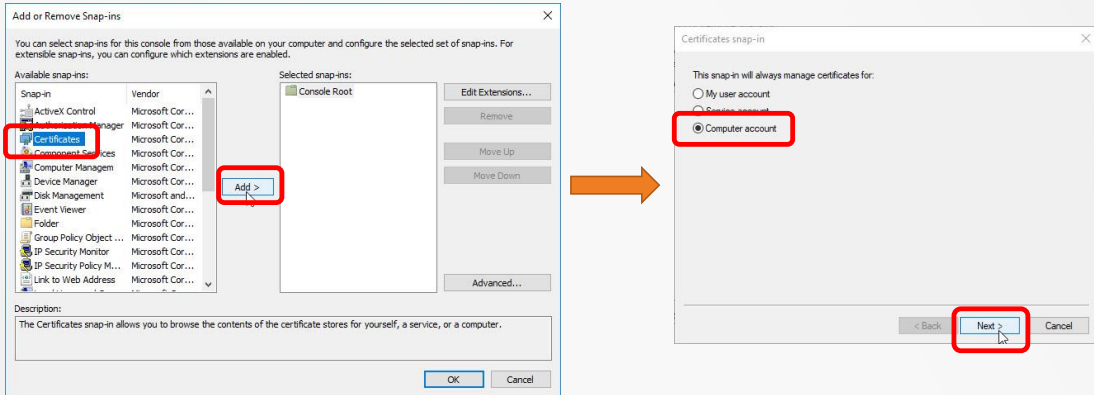 Add or Remove Snap-ins
You can select snap-ins for this console from those available on your computer and configure the selected set of snap-ins. For
extensible snap-ins, you can configure which extensions are enabled.
Available snap-ins:
Snap-in Vendor
ActiveX Control Microsoft Cor...
Authorization Manager Microsoft Cor...
Certificates Microsoft Cor...
Component Services Microsoft Cor...
Computer Managem Microsoft Cor...
Device Manager Microsoft Cor...
Disk Management Microsoft and...
Event Viewer Microsoft Cor...
Folder Microsoft Cor...
Group Policy Object ... Microsoft Cor...
IP Security Monitor Microsoft Cor...
IP Security Policy M... Microsoft Cor...
Link to Web Address Microsoft Cor...
Add >
Selected snap-ins:
Console Root
Edit Extensions...
Remove
Move Up
Move Down
Advanced...
Description:
The Certificates snap-in allows you to browse the contents of the certificate stores for yourself, a service, or a computer.
OK Cancel
Certificates snap-in
This snap-in will always manage certificates for:
My user account
Service account
Computer account
< Back Next > Cancel